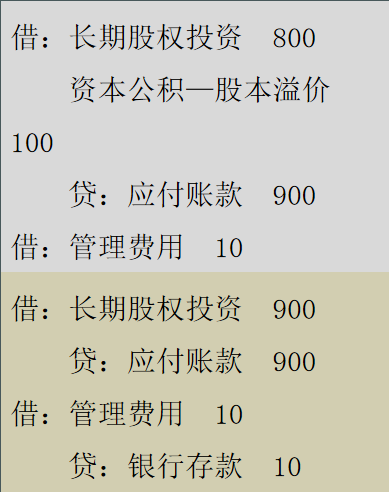 借：长期股权投资 800
资本公积—股本溢价
100
贷：应付账款 900
借：管理费用 10
借：长期股权投资 900
贷：应付账款 900
借：管理费用 10
贷：银行存款 10